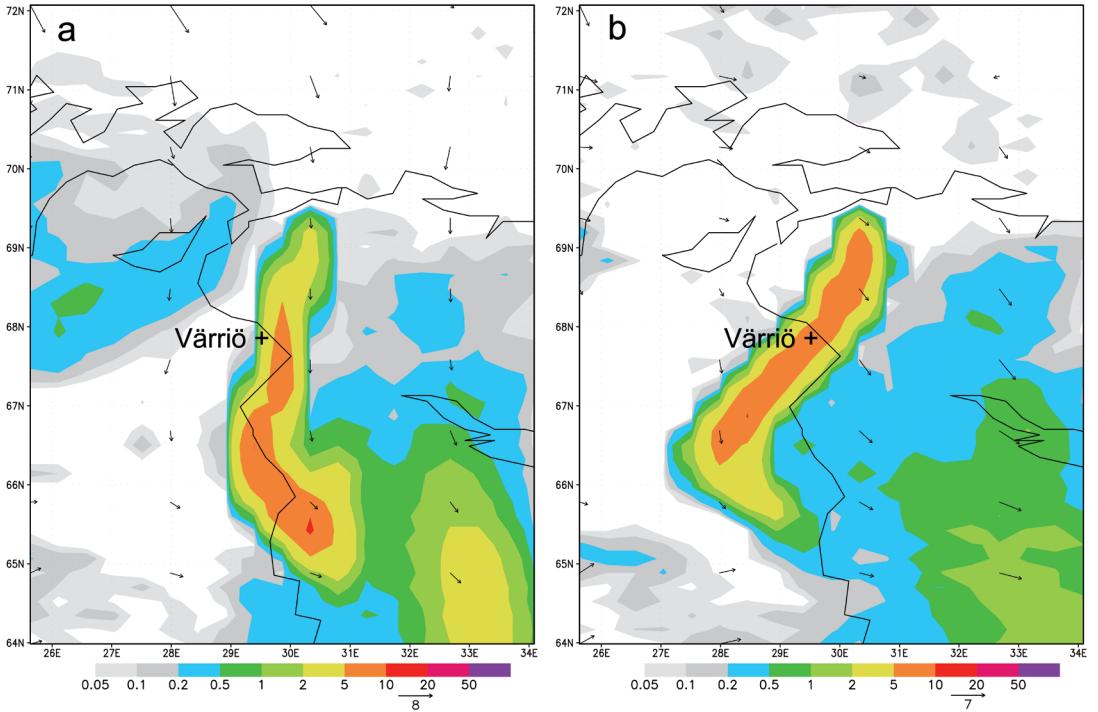 a
72N
71N
70N
69N
68N
67N
66N
65N
64N
Värriö +
26E 27E 28E 29E 30E 31E 32E 33E 34E
0.05 0.1 0.2 0.5 1 2 5 10 20 50
8
b
72N
71N
70N
69N
68N
67N
66N
65N
64N
Värriö +
26E 27E 28E 29E 30E 31E 32E 33E 34E
0.05 0.1 0.2 0.5 1 2 5 10 20 50
7